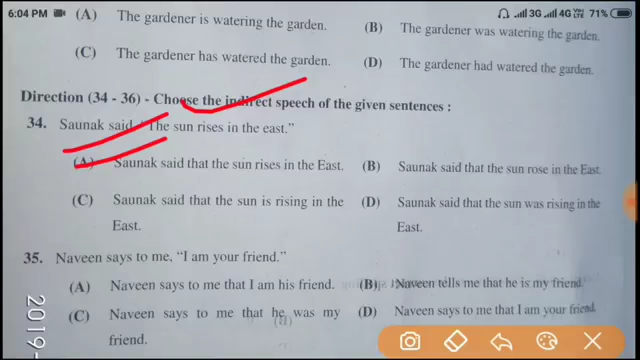 6:04 PM 3G 4G VoLTE 71%
(A) The gardener is watering the garden. (B) The gardener was watering the garden.
(C) The gardener has watered the garden. (D) The gardener had watered the garden.
Direction (34 - 36) - Choose the indirect speech of the given sentences :
34. Saunak said, "The sun rises in the east."
(A) Saunak said that the sun rises in the East. (B) Saunak said that the sun rose in the East.
(C) Saunak said that the sun is rising in the (D) Saunak said that the sun was rising in the
East. East.
35. Naveen says to me, "I am your friend."
(A) Naveen says to me that I am his friend. (B) Naveen tells me that he is my friend.
(C) Naveen says to me that he was my (D) Naveen says to me that I am your friend.
friend.
2019-